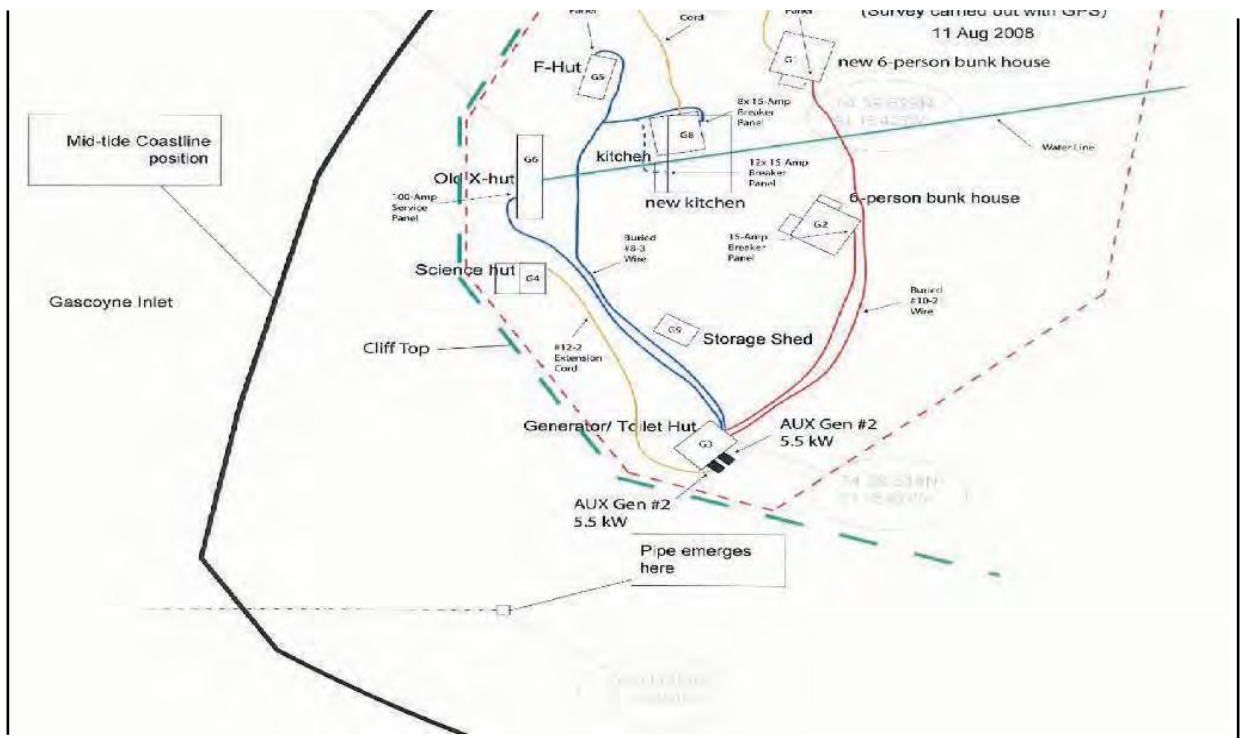 Panel
Cord
Panel
(Survey carried out with GPS)
11 Aug 2008
G1
new 6-person bunk house
F-Hut
G5
8x 15-Amp
Breaker
Panel
G8
Mid-tide Coastline
position
kitchen
G6
Old X-hut
12x 15 Amp
Breaker
Panel
Water Line
100-Amp
Service
Panel
new kitchen
6-person bunk house
G2
15-Amp
Breaker
Panel
Buried
#8-3
Wire
Science hut
G4
Gascoyne Inlet
Buried
#10-2
Wire
G9
Storage Shed
Cliff Top
#12-2
Extension
Cord
Generator/ Toilet Hut
G3
AUX Gen #2
5.5 kW
AUX Gen #2
5.5 kW
Pipe emerges
here